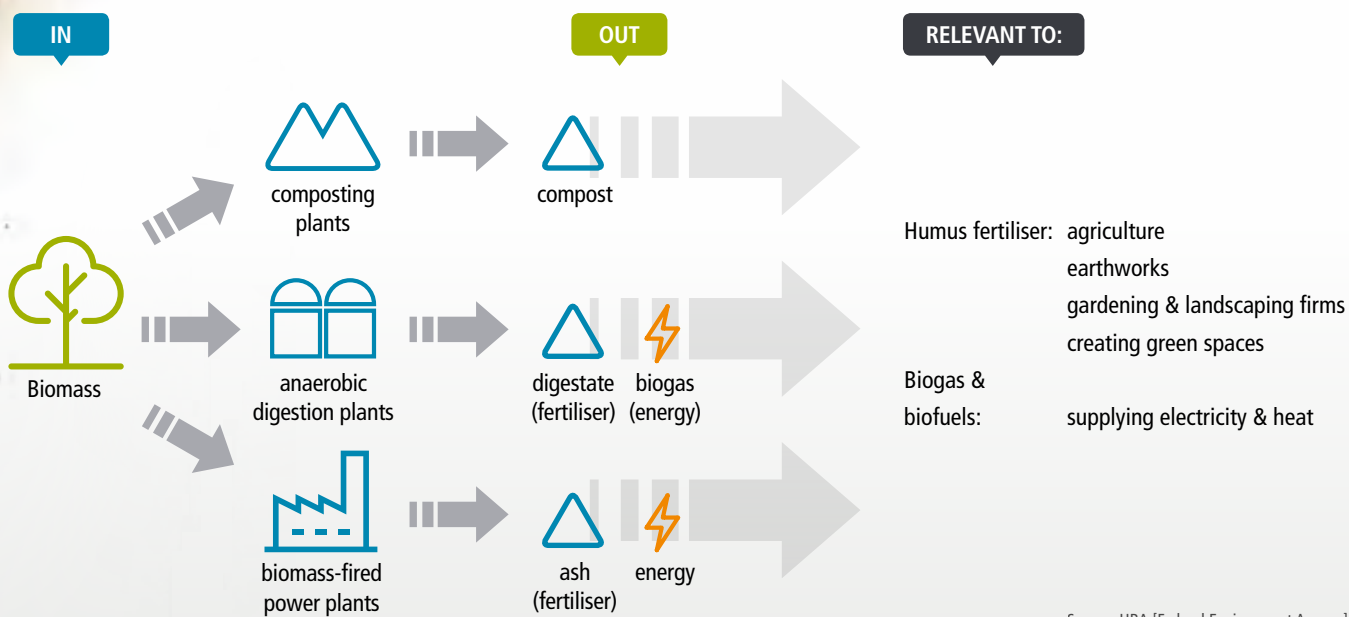 IN
OUT
RELEVANT TO:
composting
plants
compost
Biomass
anaerobic
digestion plants
digestate
(fertiliser)
biogas
(energy)
biomass-fired
power plants
ash
(fertiliser)
energy
Humus fertiliser: agriculture
earthworks
gardening & landscaping firms
creating green spaces
Biogas &
biofuels: supplying electricity & heat